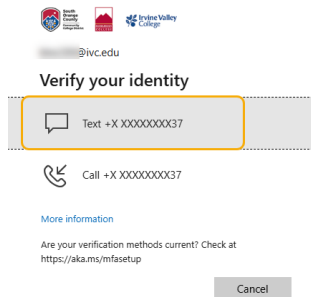 South
Orange
County
Community
College District
Irvine Valley
College
@ivc.edu
Verify your identity
Text +X XXXXXXXX37
Call +X XXXXXXXX37
More information
Are your verification methods current? Check at
https://aka.ms/mfasetup
Cancel